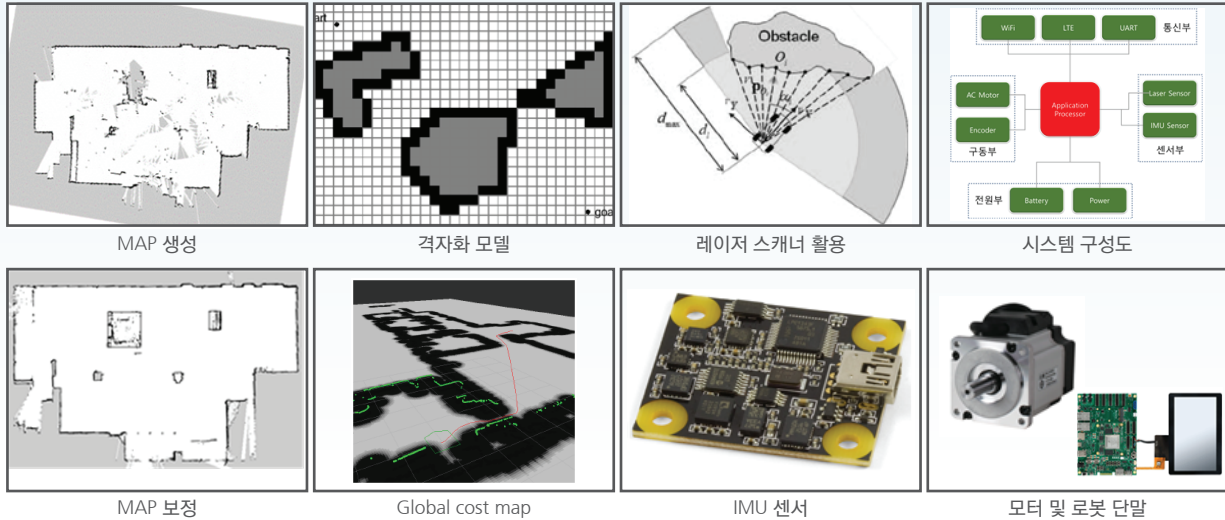 art
goa
Obstacle
O_i
d_max
d_i
WiFi
LTE
UART
통신부
AC Motor
Encoder
구동부
Application
Processor
Laser Sensor
IMU Sensor
센서부
전원부
Battery
Power
MAP 생성
격자화 모델
레이저 스캐너 활용
시스템 구성도
MAP 보정
Global cost map
IMU 센서
모터 및 로봇 단말